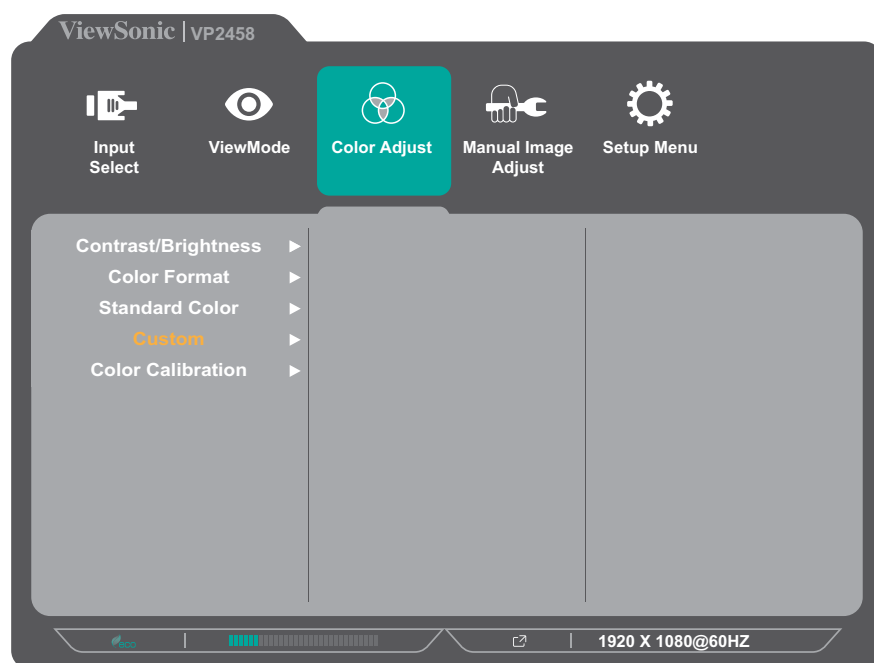 ViewSonic | VP2458
Input
Select
ViewMode
Color Adjust
Manual Image
Adjust
Setup Menu
Contrast/Brightness
Color Format
Standard Color
Custom
Color Calibration
eco
1920 X 1080@60HZ